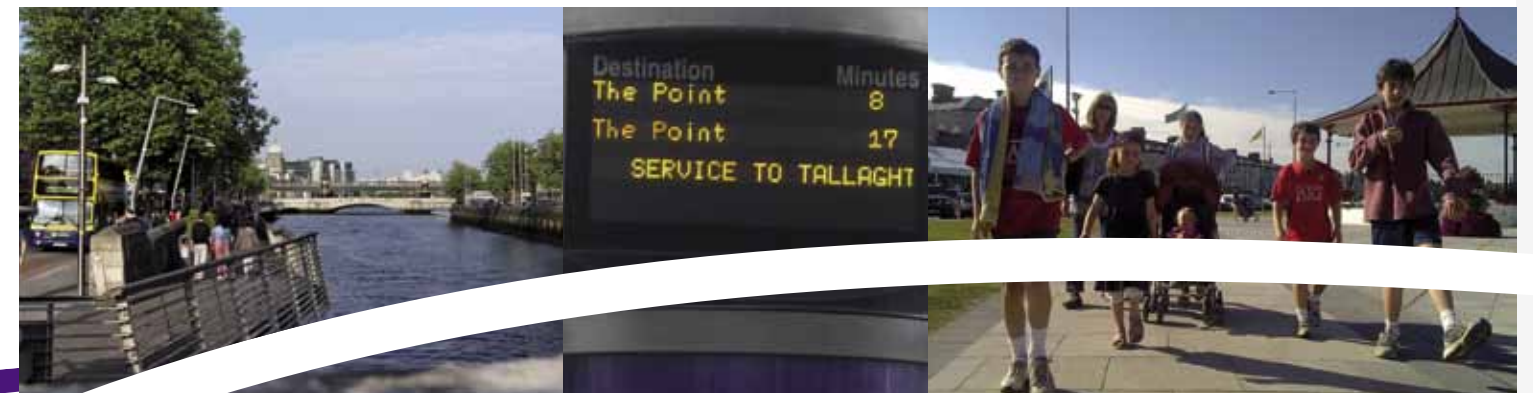 Destination Minutes
The Point 8
The Point 17
SERVICE TO TALLAGHT